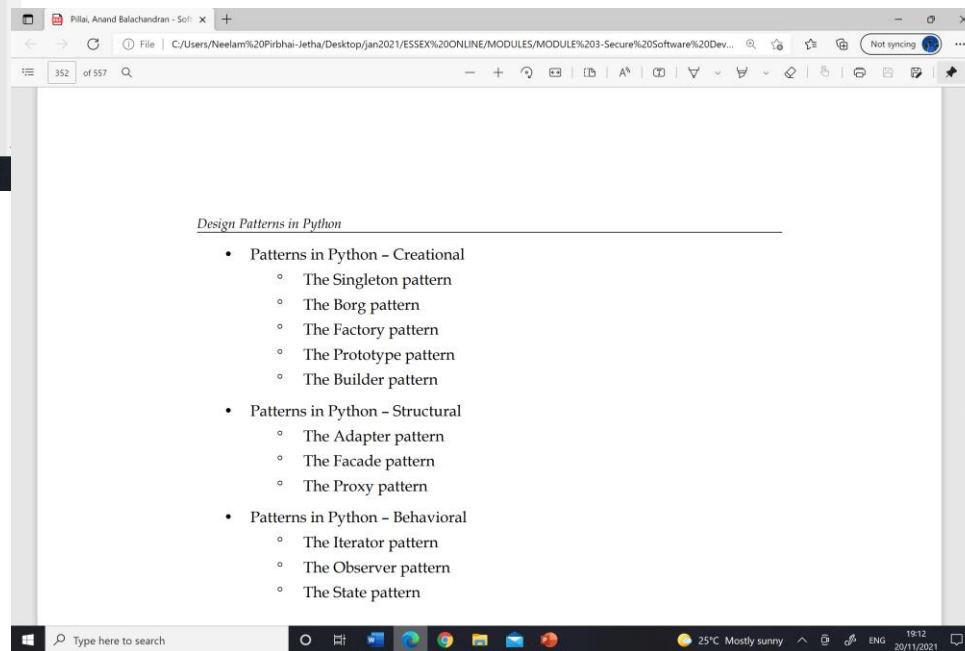 Pillai, Anand Balachandran - Soft
File | C:/Users/Neelam%20Pirbhai-Jetha/Desktop/jan2021/ESSEX%20ONLINE/MODULES/MODULE%203-Secure%20Software%20Dev...
Not syncing
352 of 557
Design Patterns in Python
• Patterns in Python – Creational
° The Singleton pattern
° The Borg pattern
° The Factory pattern
° The Prototype pattern
° The Builder pattern
• Patterns in Python – Structural
° The Adapter pattern
° The Facade pattern
° The Proxy pattern
• Patterns in Python – Behavioral
° The Iterator pattern
° The Observer pattern
° The State pattern
Type here to search
25°C Mostly sunny
ENG
19:12
20/11/2021